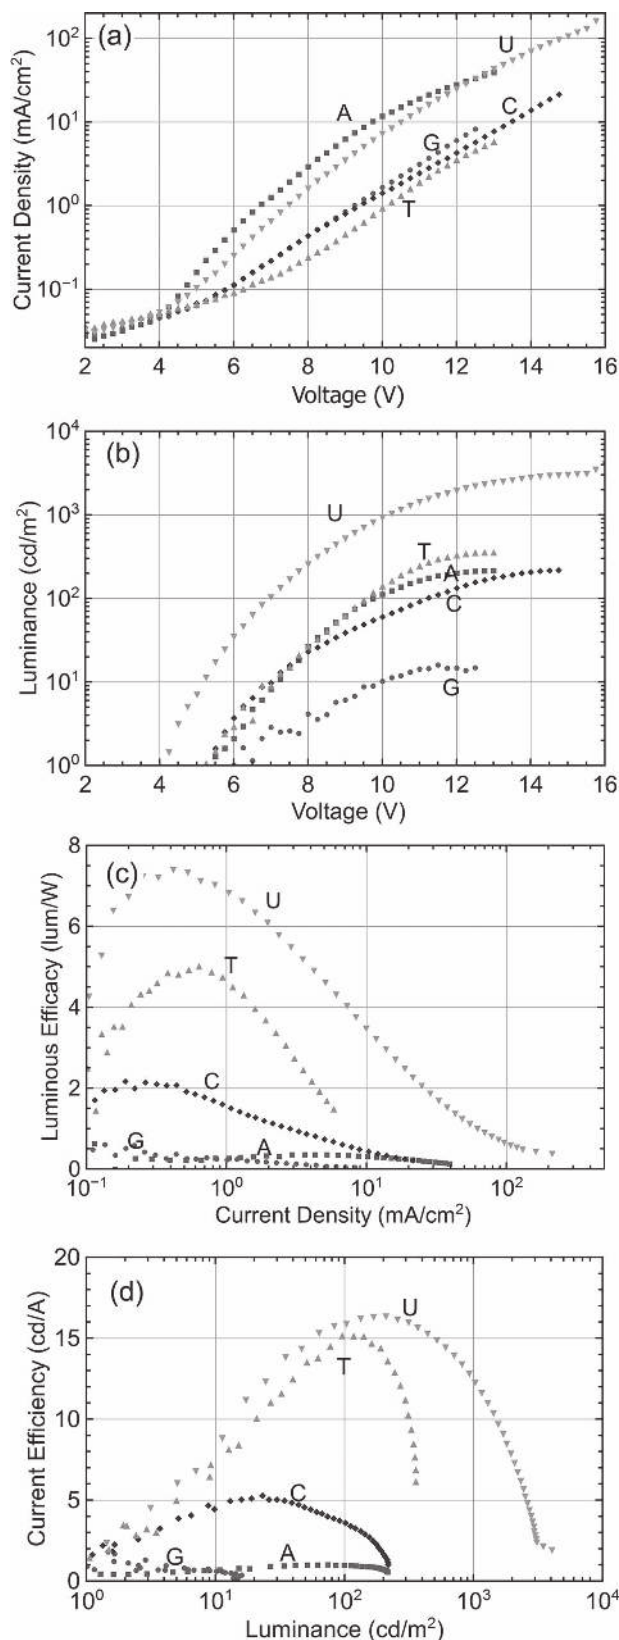 (a)
U
A
C
G
T
Current Density (mA/cm²)
10²
10¹
10⁰
10⁻¹
2 4 6 8 10 12 14 16
Voltage (V)
(b)
U
T
A
C
G
Luminance (cd/m²)
10⁴
10³
10²
10¹
10⁰
2 4 6 8 10 12 14 16
Voltage (V)
(c)
U
T
C
G
A
Luminous Efficacy (lum/W)
8
6
4
2
0
10⁻¹ 10⁰ 10¹ 10²
Current Density (mA/cm²)
(d)
U
T
C
G
A
Current Efficiency (cd/A)
20
15
10
5
0
10⁰ 10¹ 10² 10³ 10⁴
Luminance (cd/m²)